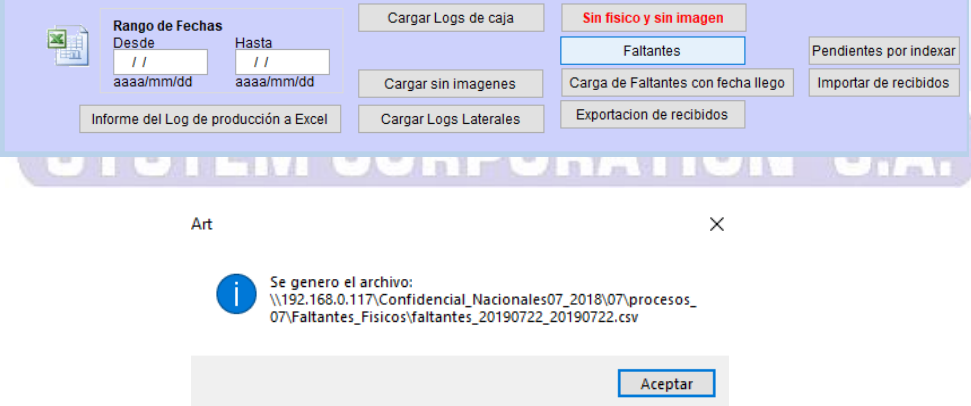 Rango de Fechas
Desde
Hasta
/ /
/ /
aaaa/mm/dd
aaaa/mm/dd
Informe del Log de producción a Excel
Cargar Logs de caja
Cargar sin imagenes
Cargar Logs Laterales
Sin fisico y sin imagen
Faltantes
Carga de Faltantes con fecha llego
Exportacion de recibidos
Pendientes por indexar
Importar de recibidos
SYSTEM CORPORATION S.A.
Art
Se genero el archivo:
\\192.168.0.117\Confidencial_Nacionales07_2018\07\procesos_
07\Faltantes_Fisicos\faltantes_20190722_20190722.csv
Aceptar